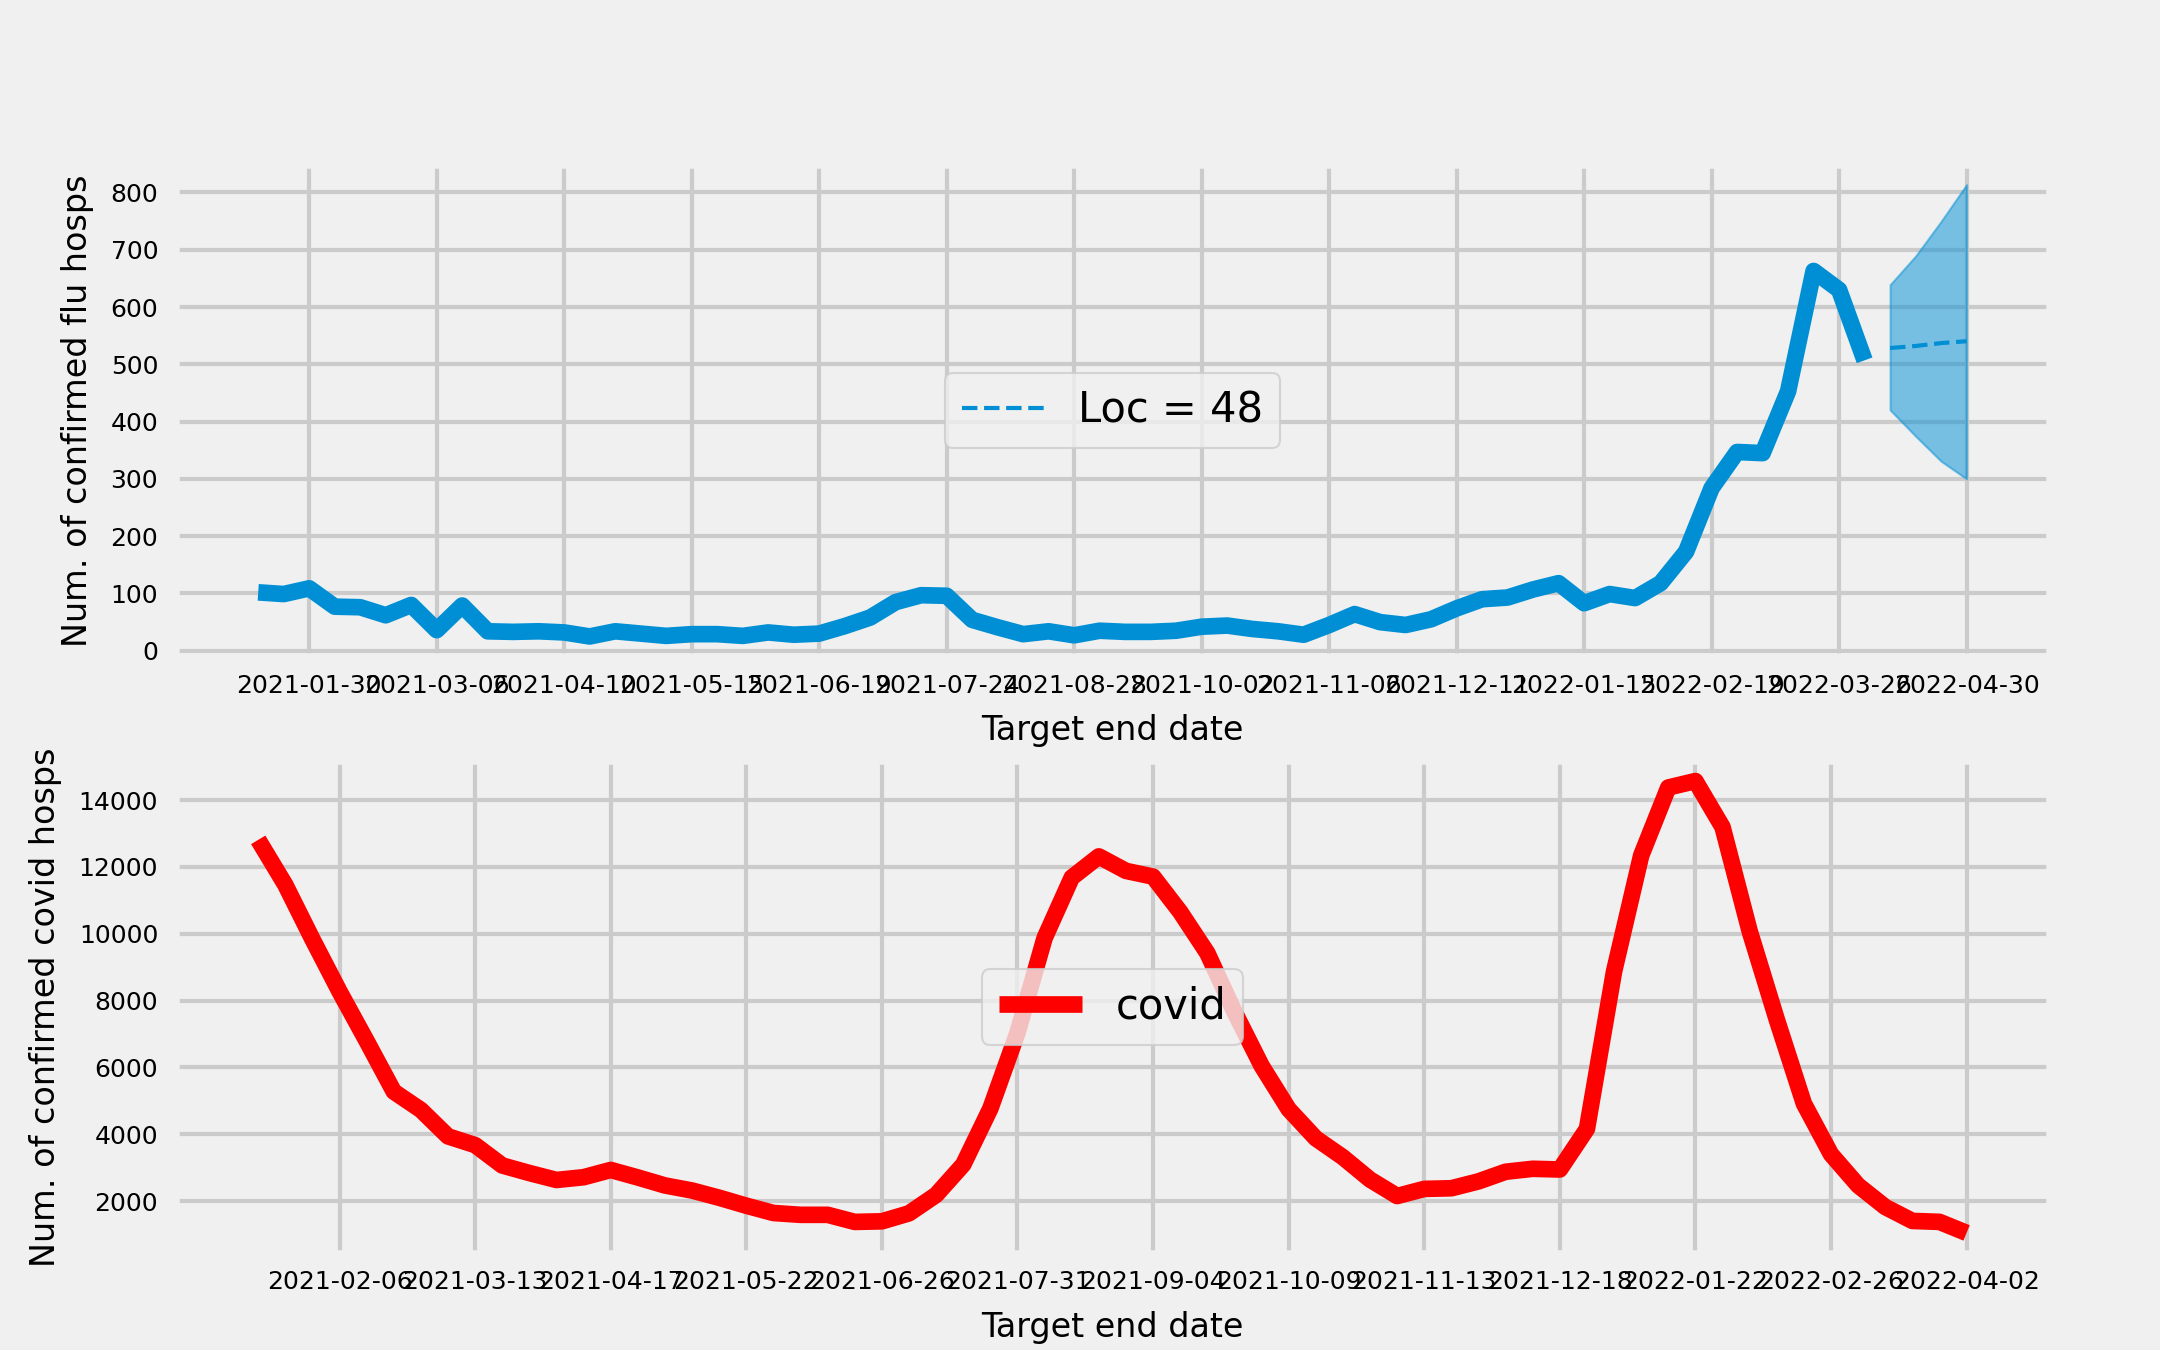 Num. of confirmed flu hosps
800
700
600
500
400
300
200
100
0
Loc = 48
2021-01-30 2021-03-06 2021-04-10 2021-05-15 2021-06-19 2021-07-24 2021-08-28 2021-10-02 2021-11-06 2021-12-11 2022-01-15 2022-02-19 2022-03-26 2022-04-30
Target end date
Num. of confirmed covid hosps
14000
12000
10000
8000
6000
4000
2000
covid
2021-02-06 2021-03-13 2021-04-17 2021-05-22 2021-06-26 2021-07-31 2021-09-04 2021-10-09 2021-11-13 2021-12-18 2022-01-22 2022-02-26 2022-04-02
Target end date